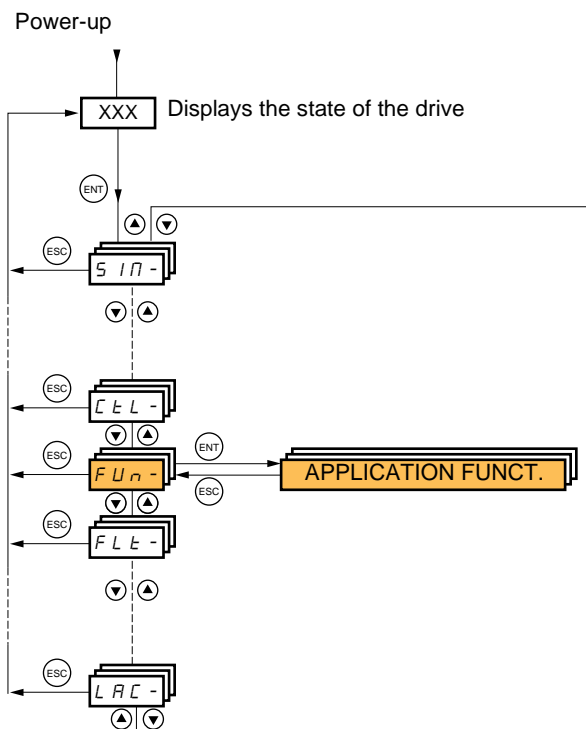 Power-up
XXX Displays the state of the drive
ENT
ESC
SIM-
ESC
CtL-
ESC
ENT
FUn-
APPLICATION FUNCT.
ESC
ESC
FLt-
ESC
LAC-